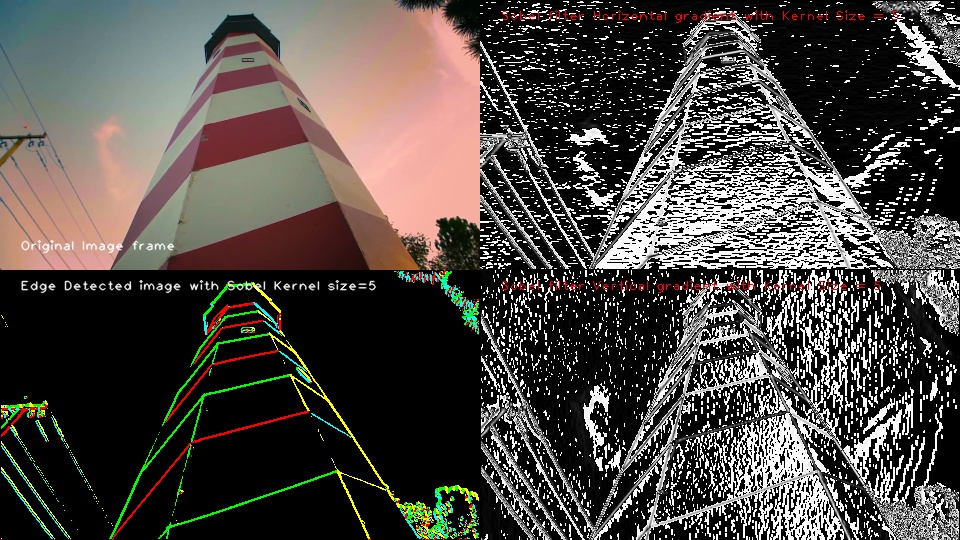 Sobel filter Horizontal gradient with Kernel Size = 5
Original Image frame
Edge Detected image with Sobel Kernel size=5
Sobel filter Vertical gradient with Kernel Size = 5